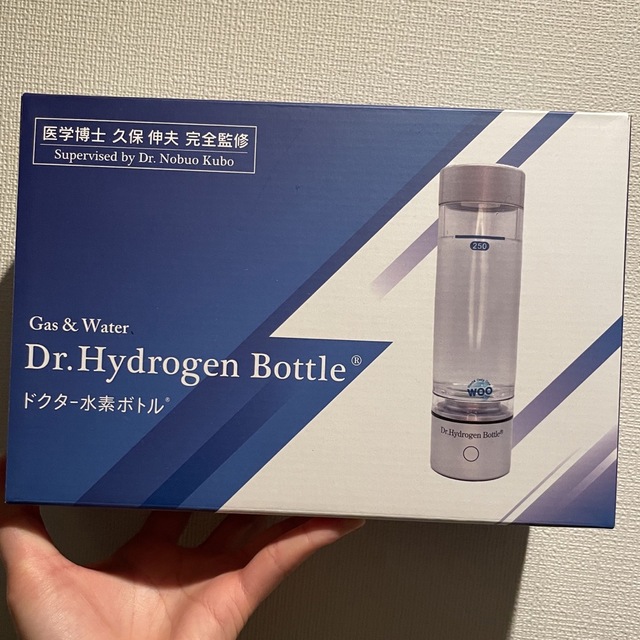 医学博士 久保 伸夫 完全監修
Supervised by Dr. Nobuo Kubo
Gas & Water
Dr.Hydrogen Bottle®
ドクター水素ボトル®
250
WOO
Dr.Hydrogen Bottle®